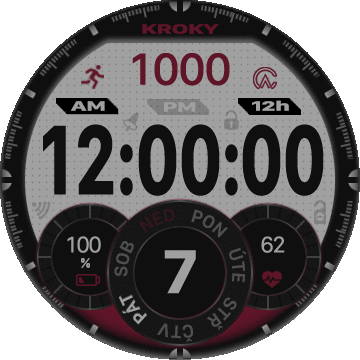 KROKY
1000
AM PM 12h
12:00:00
100
%
62
NED PON ÚTE STŘ ČTV PÁT SOB
7